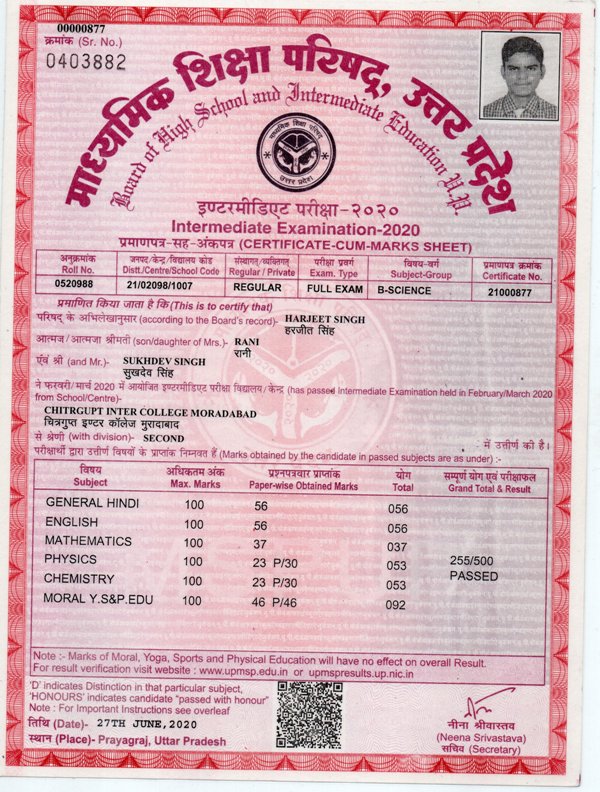 00000877
क्रमांक (Sr. No.)
0403882
माध्यमिक शिक्षा परिषद, उत्तर प्रदेश
Board of High School and Intermediate Education U.P.
माध्यमिक शिक्षा परिषद
उत्तर प्रदेश
इण्टरमीडिएट परीक्षा-२०२०
Intermediate Examination-2020
प्रमाणपत्र-सह-अंकपत्र (CERTIFICATE-CUM-MARKS SHEET)
अनुक्रमांक जनपद/केन्द्र/विद्यालय कोड संस्थागत/व्यक्तिगत परीक्षा प्रवर्ग विषय-वर्ग प्रमाणपत्र क्रमांक
Roll No. Distt./Centre/School Code Regular / Private Exam. Type Subject-Group Certificate No.
0520988 21/02098/1007 REGULAR FULL EXAM B-SCIENCE 21000877
प्रमाणित किया जाता है कि (This is to certify that)
परिषद के अभिलेखानुसार (according to the Board's record)- HARJEET SINGH
हरजीत सिंह
आत्मज / आत्मजा श्रीमती (son/daughter of Mrs.)- RANI
रानी
एंवं श्री (and Mr.)- SUKHDEV SINGH
सुखदेव सिंह
ने फरवरी/मार्च 2020 में आयोजित इण्टरमीडिएट परीक्षा विद्यालय/केन्द्र (has passed Intermediate Examination held in February/March 2020
from School/Centre)-
CHITRGUPT INTER COLLEGE MORADABAD
चित्रगुप्त इण्टर कॉलेज मुरादाबाद
से श्रेणी (with division)- SECOND - में उत्तीर्ण की है।
परीक्षार्थी द्वारा उत्तीर्ण विषयों के प्राप्तांक निम्नवत हैं (Marks obtained by the candidate in passed subjects are as under) :-
विषय अधिकतम अंक प्रश्नपत्रवार प्राप्तांक योग सम्पूर्ण योग एवं परीक्षाफल
Subject Max. Marks Paper-wise Obtained Marks Total Grand Total & Result
GENERAL HINDI 100 56 056
ENGLISH 100 56 056
MATHEMATICS 100 37 037
PHYSICS 100 23 P/30 053 255/500
CHEMISTRY 100 23 P/30 053 PASSED
MORAL Y.S&P.EDU 100 46 P/46 092
Note :- Marks of Moral, Yoga, Sports and Physical Education will have no effect on overall Result.
For result verification visit website : www.upmsp.edu.in or upmspresults.up.nic.in
'D' indicates Distinction in that particular subject,
'HONOURS' indicates candidate "passed with honour"
Note : For Important Instructions see overleaf
तिथि (Date)- 27TH JUNE,2020
स्थान (Place)- Prayagraj, Uttar Pradesh
नीना श्रीवास्तव
(Neena Srivastava)
सचिव (Secretary)